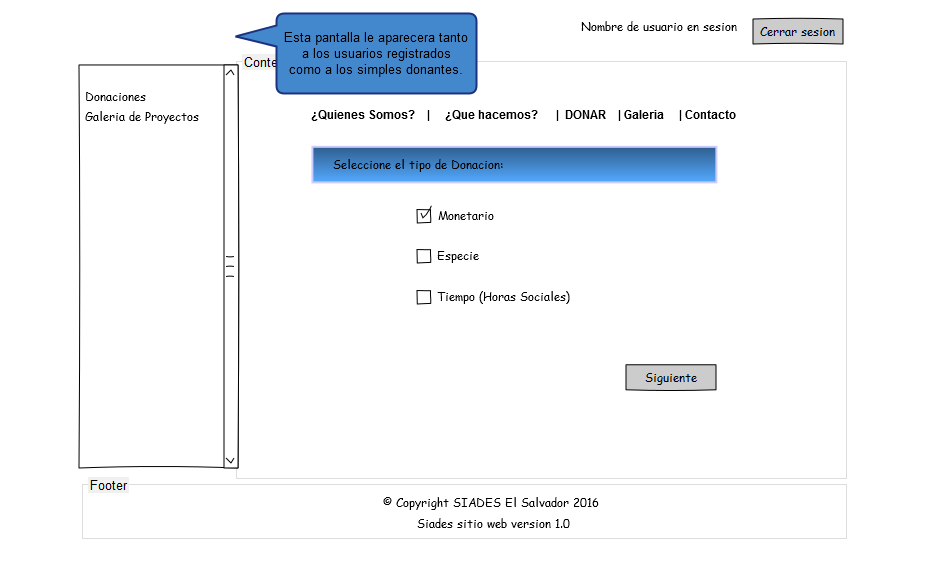 Nombre de usuario en sesion
Cerrar sesion
Esta pantalla le aparecera tanto
a los usuarios registrados
como a los simples donantes.
Donaciones
Galeria de Proyectos
¿Quienes Somos? | ¿Que hacemos? | DONAR | Galeria | Contacto
Seleccione el tipo de Donacion:
Monetario
Especie
Tiempo (Horas Sociales)
Siguiente
Footer
© Copyright SIADES El Salvador 2016
Siades sitio web version 1.0